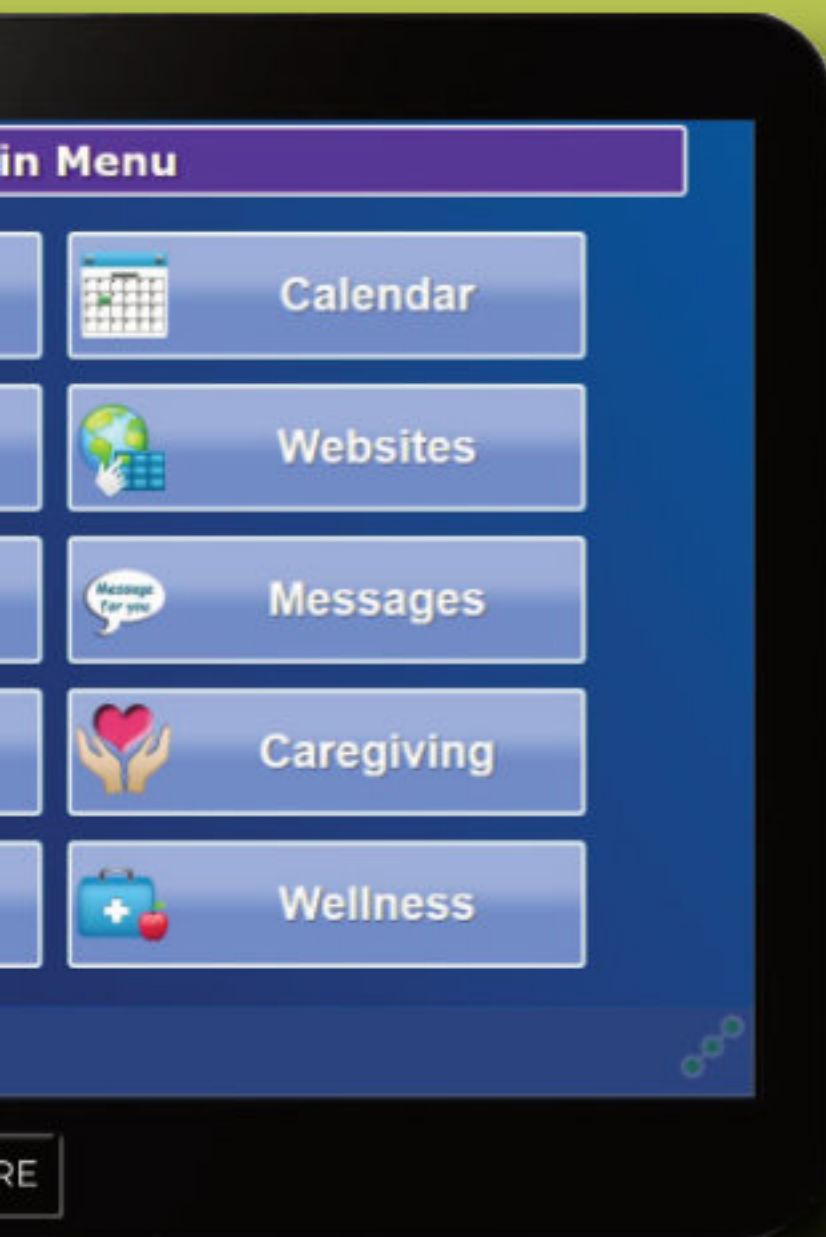 in Menu
Calendar
Websites
Message
for you
Messages
Caregiving
Wellness
RE